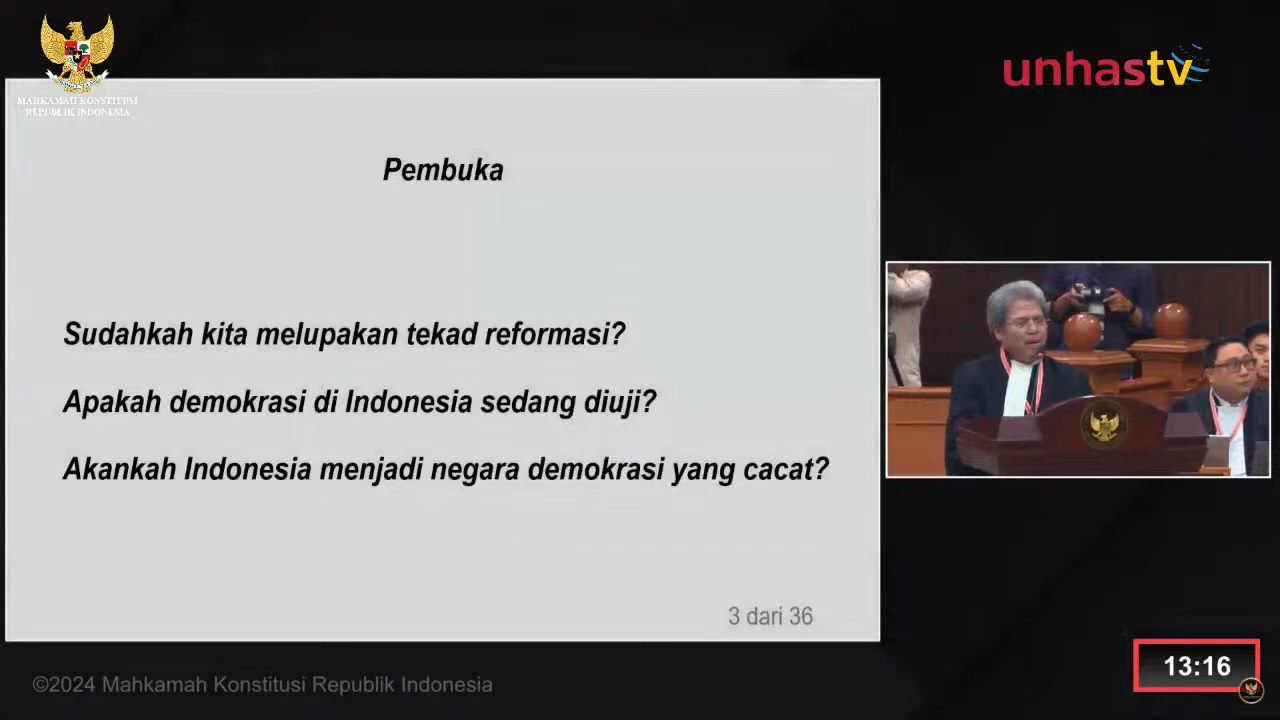 MAHKAMAH KONSTITUSI
REPUBLIK INDONESIA
unhastv
Pembuka
Sudahkah kita melupakan tekad reformasi?
Apakah demokrasi di Indonesia sedang diuji?
Akankah Indonesia menjadi negara demokrasi yang cacat?
3 dari 36
©2024 Mahkamah Konstitusi Republik Indonesia
13:16